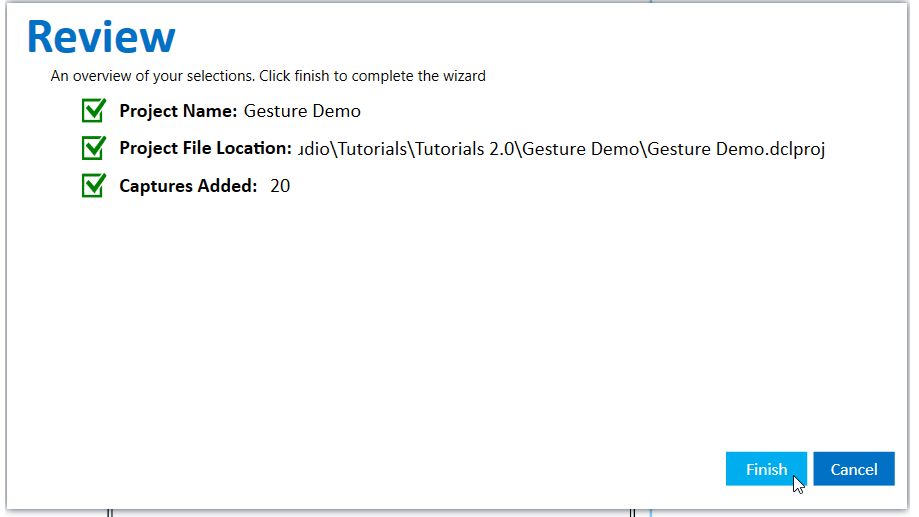 Review
An overview of your selections. Click finish to complete the wizard
Project Name: Gesture Demo
Project File Location: udio\Tutorials\Tutorials 2.0\Gesture Demo\Gesture Demo.dclproj
Captures Added: 20
Finish Cancel